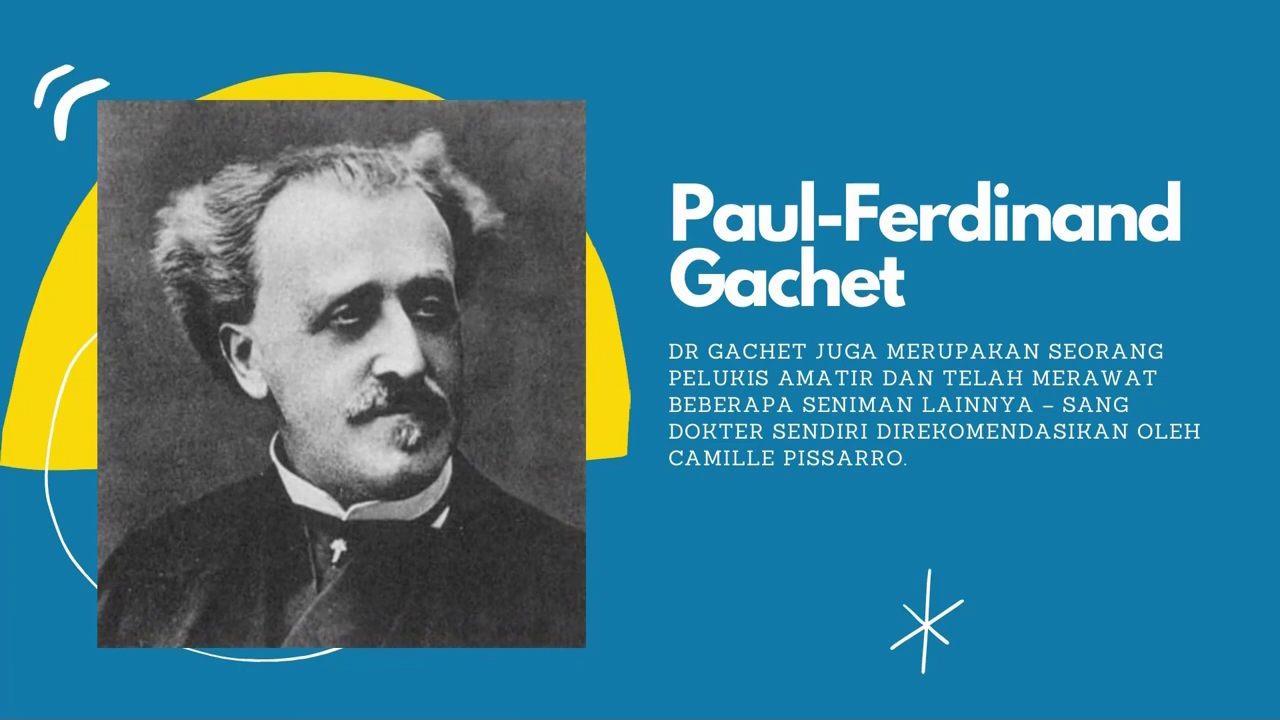 Paul-Ferdinand
Gachet
DR GACHET JUGA MERUPAKAN SEORANG
PELUKIS AMATIR DAN TELAH MERAWAT
BEBERAPA SENIMAN LAINNYA – SANG
DOKTER SENDIRI DIREKOMENDASIKAN OLEH
CAMILLE PISSARRO.